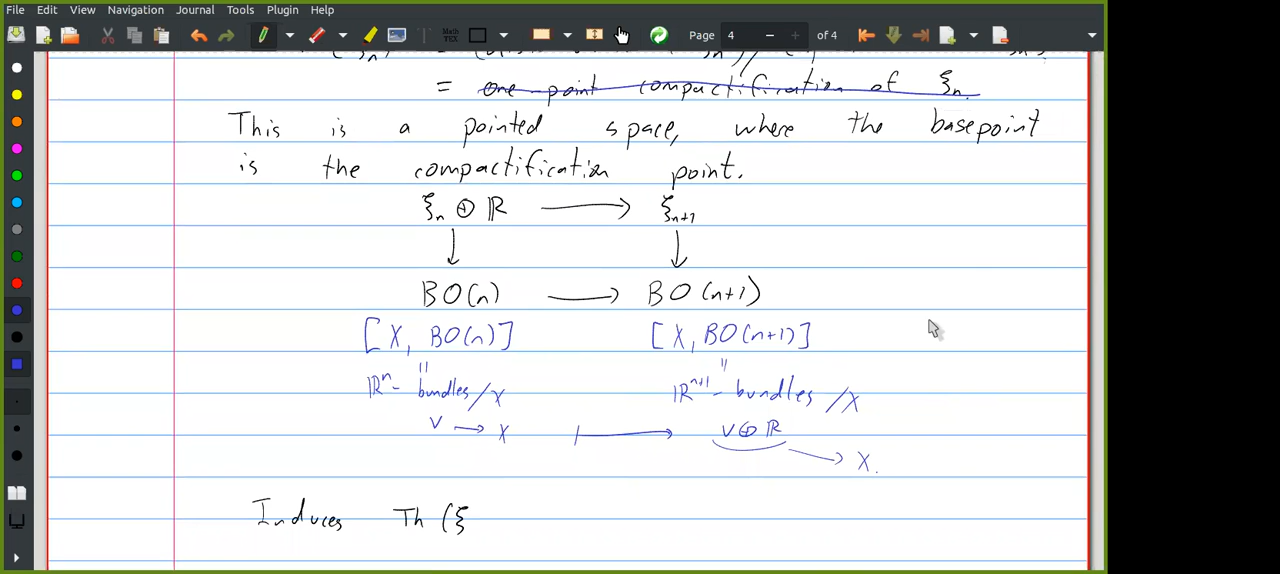 File Edit View Navigation Journal Tools Plugin Help
Math TEX Page 4 − + of 4
= one point compactification of ξn.
This is a pointed space, where the basepoint
is the compactification point.
ξn ⊕ ℝ ⟶ ξn+1
↓ ↓
BO(n) ⟶ BO(n+1)
[X, BO(n)] [X, BO(n+1)]
= =
ℝ^n - bundles/X ℝ^n+1 - bundles/X
V → X ⟼ V⊕ℝ → X.
Induces Th (ξ